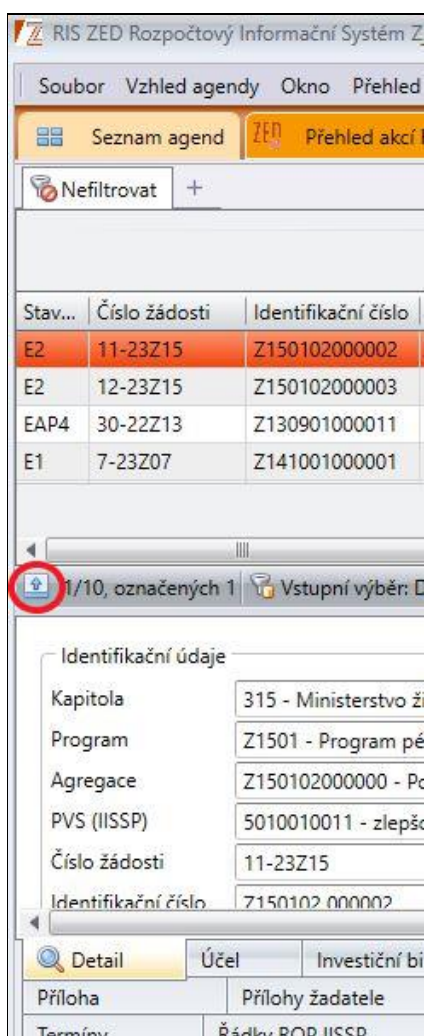 RIS ZED Rozpočtový Informační Systém Z
Soubor Vzhled agendy Okno Přehled
Seznam agend ZED Přehled akcí
Nefiltrovat +
Stav... Číslo žádosti Identifikační číslo
E2 11-23Z15 Z150102000002
E2 12-23Z15 Z150102000003
EAP4 30-22Z13 Z130901000011
E1 7-23Z07 Z141001000001
1/10, označených 1 Vstupní výběr: D
Identifikační údaje
Kapitola 315 - Ministerstvo ži
Program Z1501 - Program pé
Agregace Z150102000000 - Po
PVS (IISSP) 5010010011 - zlepšo
Číslo žádosti 11-23Z15
Identifikační číslo Z150102 000002
Detail Účel Investiční bi
Příloha Přílohy žadatele
Termíny Řádky ROP IISSP